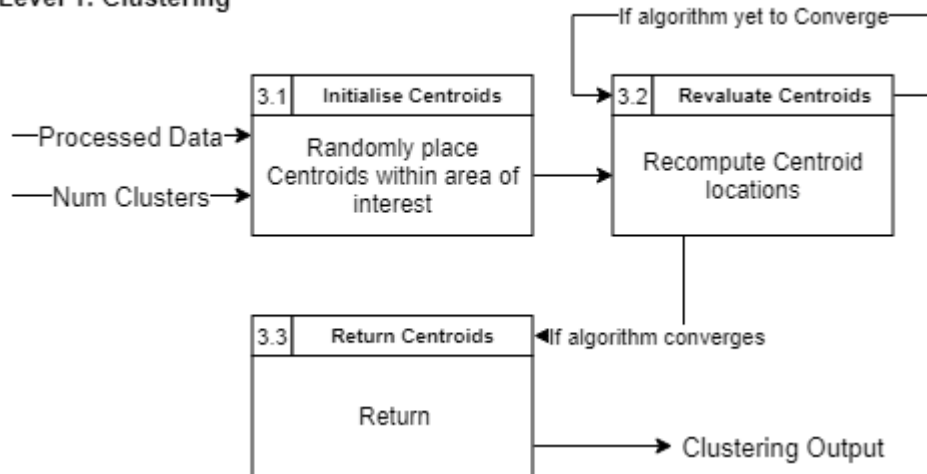 Level 1: Clustering
If algorithm yet to Converge
3.1 Initialise Centroids
3.2 Revaluate Centroids
Processed Data
Num Clusters
Randomly place
Centroids within area of
interest
Recompute Centroid
locations
3.3 Return Centroids
If algorithm converges
Return
Clustering Output